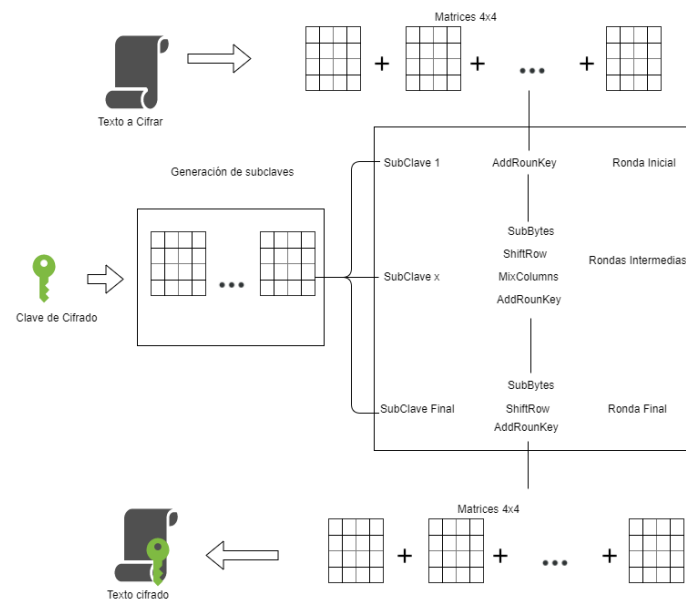 Matrices 4x4
+ + ... +
Texto a Cifrar
Generación de subclaves
SubClave 1 AddRounKey Ronda Inicial
SubBytes
ShiftRow
SubClave x MixColumns Rondas Intermedias
AddRounKey
...
Clave de Cifrado
SubBytes
SubClave Final ShiftRow Ronda Final
AddRounKey
Matrices 4x4
+ + ... +
Texto cifrado